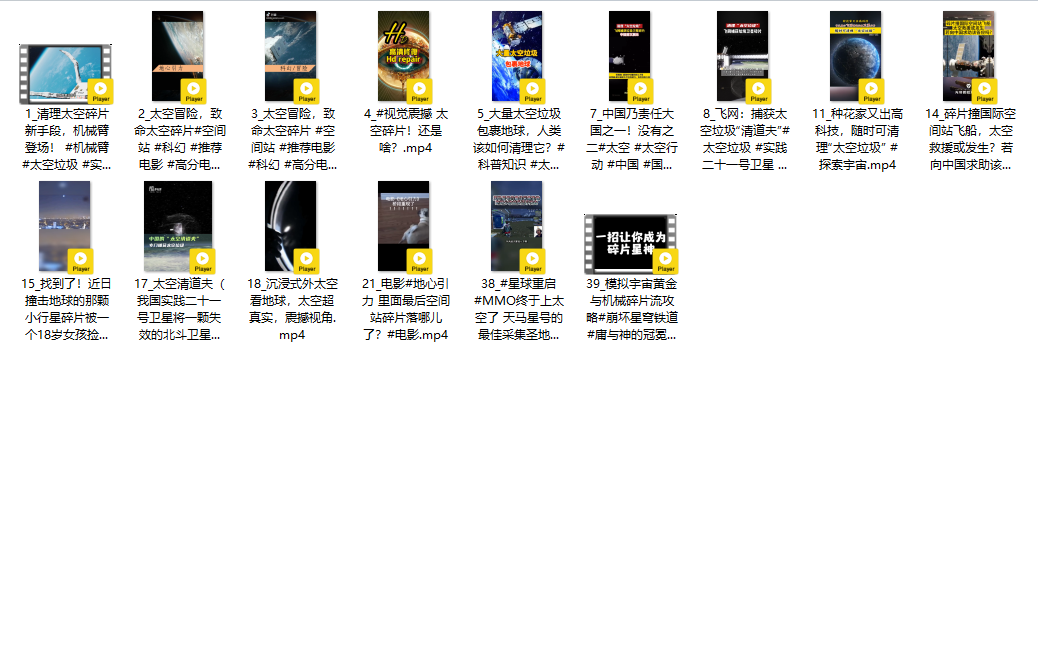 1_清理太空碎片
新手段，机械臂
登场！ #机械臂
#太空垃圾 #实...
2_太空冒险，致
命太空碎片#空间
站 #科幻 #推荐
电影 #高分电...
3_太空冒险，致
命太空碎片 #空
间站 #推荐电影
#科幻 #高分电...
4_#视觉震撼 太
空碎片！还是
啥？.mp4
5_大量太空垃圾
包裹地球，人类
该如何清理它？#
科普知识 #太...
7_中国乃责任大
国之一！没有之
二#太空 #太空行
动 #中国 #国...
8_飞网：捕获太
空垃圾“清道夫”#
太空垃圾 #实践
二十一号卫星 ...
11_种花家又出高
科技，随时可清
理“太空垃圾” #
探索宇宙.mp4
14_碎片撞国际空
间站飞船，太空
救援或发生？若
向中国求助该...
15_找到了！近日
撞击地球的那颗
小行星碎片被一
个18岁女孩捡...
17_太空清道夫（
我国实践二十一
号卫星将一颗失
效的北斗卫星...
18_沉浸式外太空
看地球，太空超
真实，震撼视角.
mp4
21_电影#地心引
力 里面最后空间
站碎片落哪儿
了？#电影.mp4
38_#星球重启
#MMO终于上太
空了 天马星号的
最佳采集圣地...
39_模拟宇宙黄金
与机械碎片流攻
略#崩坏星穹铁道
#庸与神的冠冕...
Player
Player
Player
Hd
高清修复
Hd repair
Player
大量太空垃圾
包裹地球
Player
Player
Player
Player
Player
Player
Player
Player
Player
Player
一招让你成为
碎片星神
Player